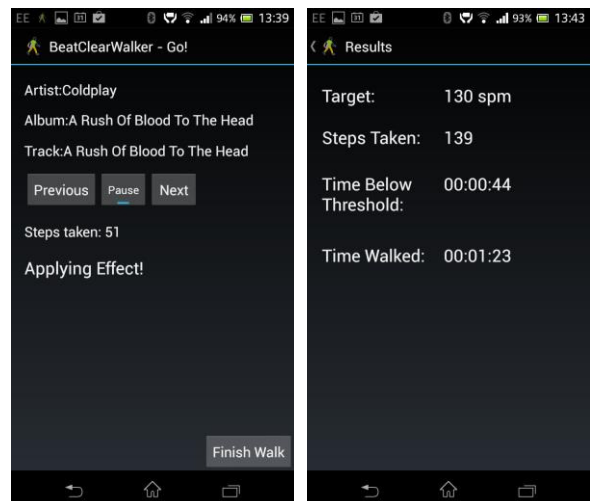 EE 31 94% 13:39
BeatClearWalker - Go!
Artist:Coldplay
Album:A Rush Of Blood To The Head
Track:A Rush Of Blood To The Head
Previous Pause Next
Steps taken: 51
Applying Effect!
Finish Walk
EE 31 93% 13:43
Results
Target: 130 spm
Steps Taken: 139
Time Below 00:00:44
Threshold:
Time Walked: 00:01:23